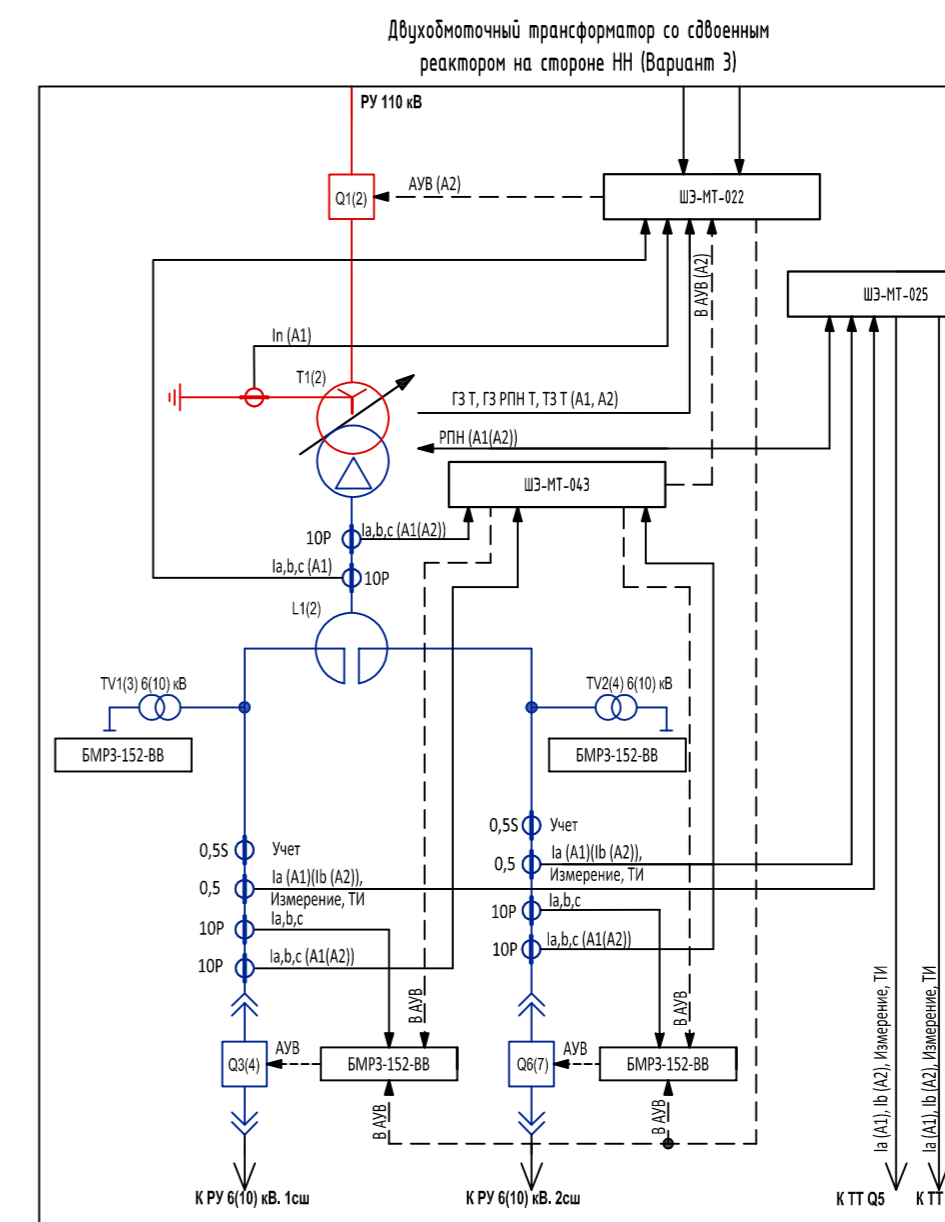 Двухобмоточный трансформатор со сдвоенным
реактором на стороне НН (Вариант 3)
РУ 110 кВ
Q1(2)
АУВ (А2)
ШЭ-МТ-022
В АУВ (А2)
ШЭ-МТ-025
In (A1)
Т1(2)
ГЗ Т, ГЗ РПН Т, ТЗ Т (А1, А2)
РПН (А1(А2))
ШЭ-МТ-043
10Р
Ia,b,c (A1(A2))
Ia,b,c (A1)
10Р
L1(2)
TV1(3) 6(10) кВ
TV2(4) 6(10) кВ
БМРЗ-152-ВВ
БМРЗ-152-ВВ
0,5S
Учет
0,5
Ia (A1)(Ib (A2)),
Измерение, ТИ
10Р
Ia,b,c
10Р
Ia,b,c (A1(A2))
0,5S
Учет
0,5
Ia (A1)(Ib (A2)),
Измерение, ТИ
10Р
Ia,b,c
10Р
Ia,b,c (A1(A2))
В АУВ
В АУВ
Q3(4)
АУВ
БМРЗ-152-ВВ
Q6(7)
АУВ
БМРЗ-152-ВВ
В АУВ
В АУВ
Ia (A1), Ib (A2), Измерение, ТИ
Ia (A1), Ib (A2), Измерение, ТИ
К РУ 6(10) кВ. 1сш
К РУ 6(10) кВ. 2сш
К ТТ Q5
К ТТ